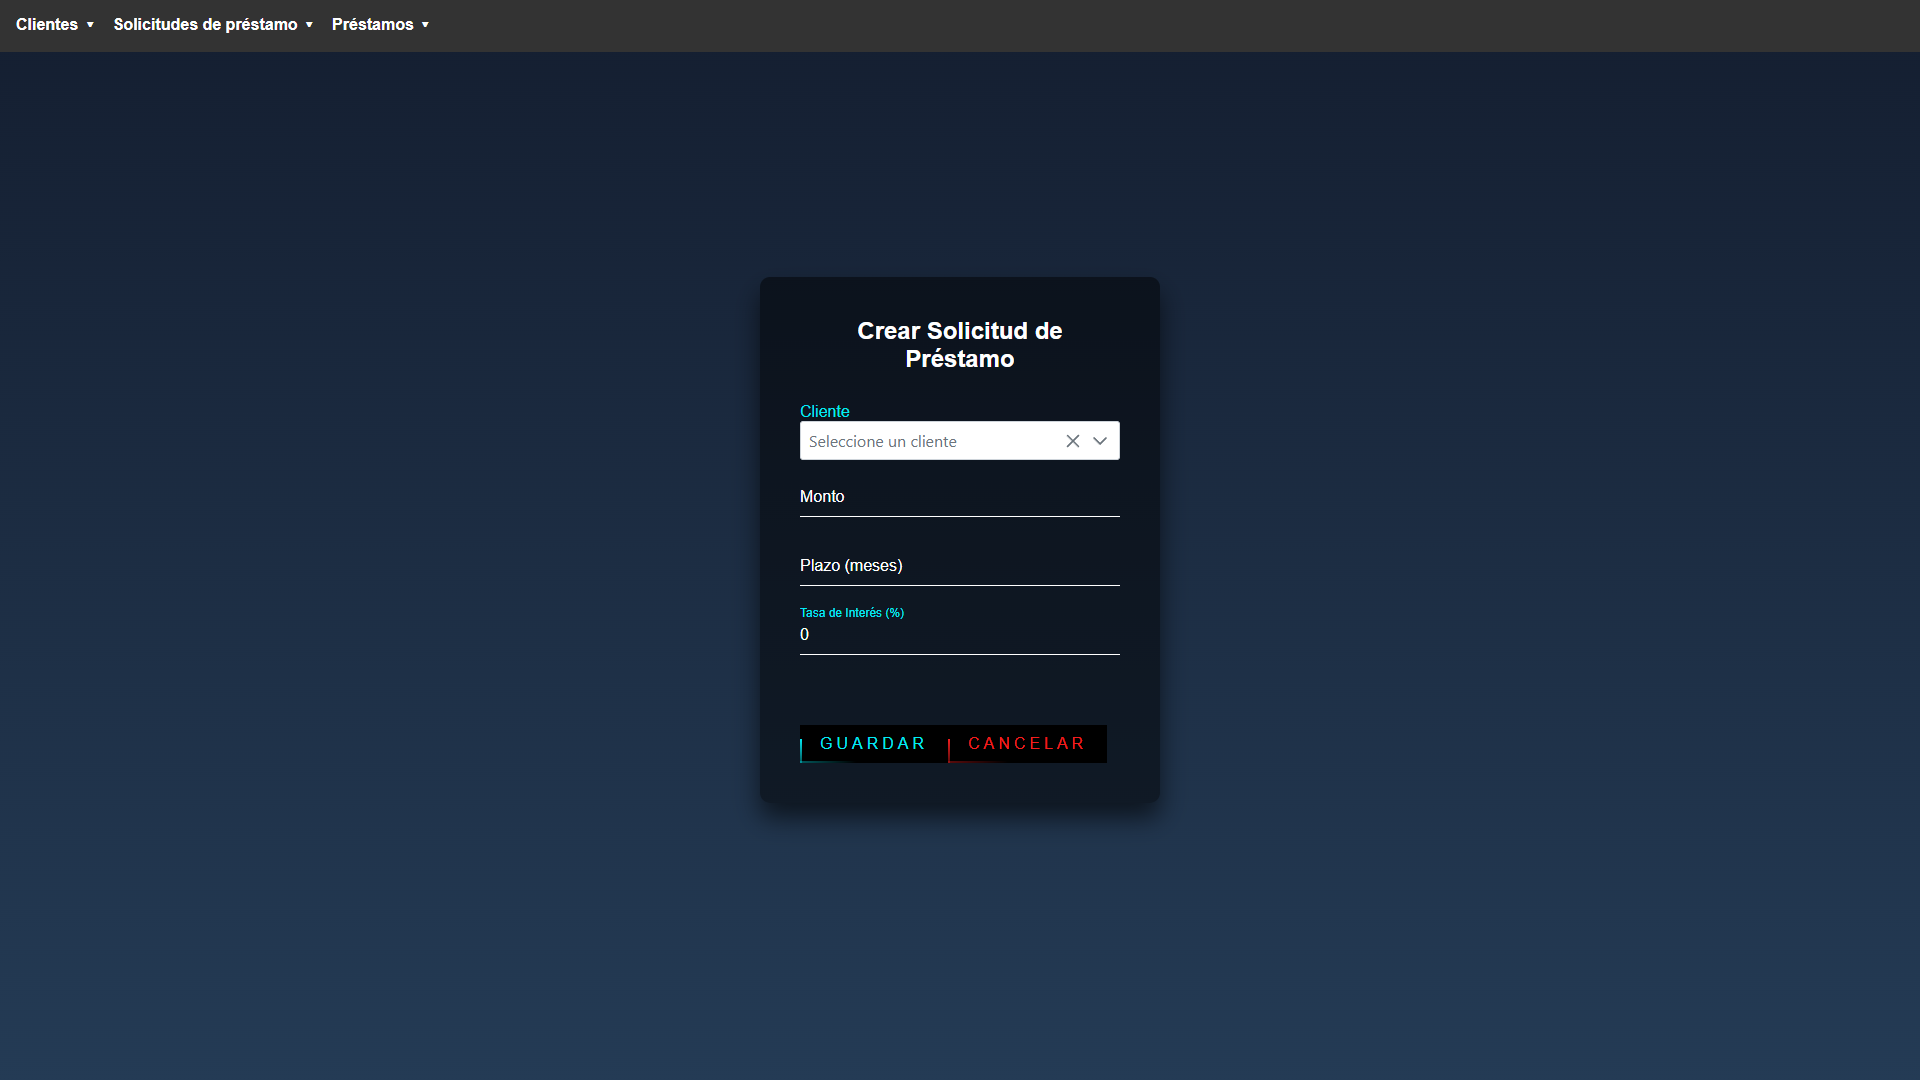 Clientes ▼ Solicitudes de préstamo ▼ Préstamos ▼
Crear Solicitud de
Préstamo
Cliente
Seleccione un cliente
Monto
Plazo (meses)
Tasa de Interés (%)
0
GUARDAR CANCELAR